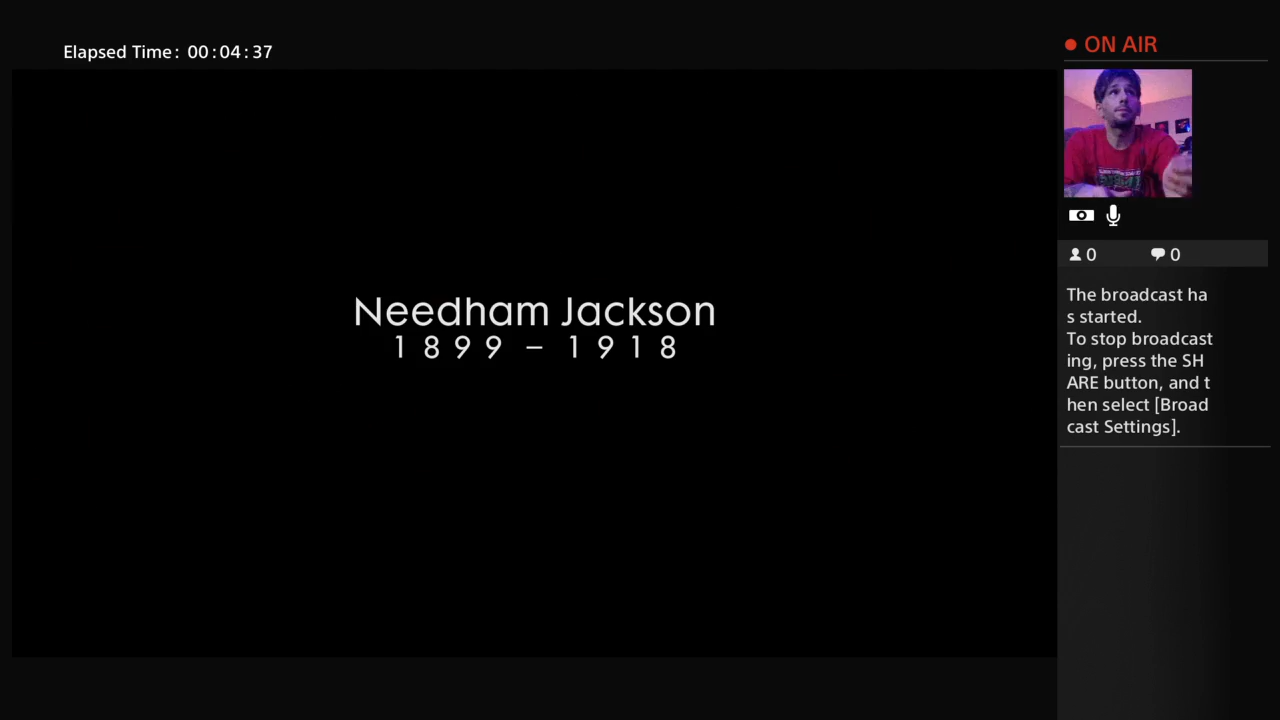 Elapsed Time: 00:04:37
ON AIR
0 0
Needham Jackson
1899 – 1918
The broadcast ha
s started.
To stop broadcast
ing, press the SH
ARE button, and t
hen select [Broad
cast Settings].